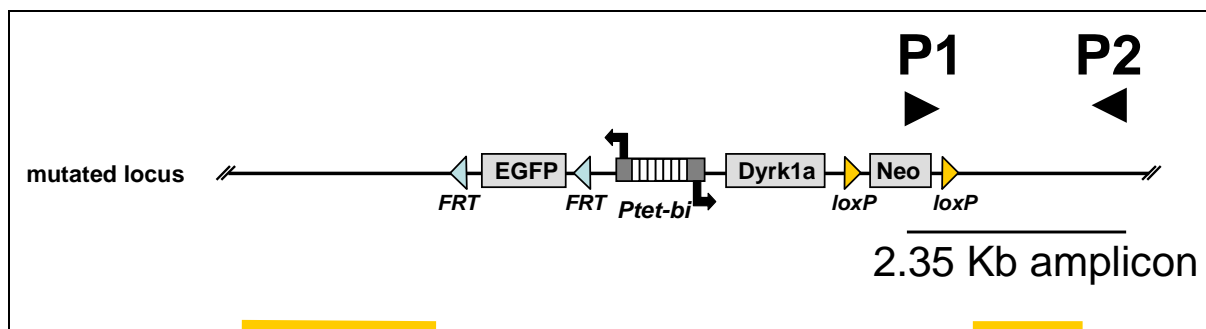 P1 P2
mutated locus EGFP Dyrk1a Neo
FRT FRT Ptet-bi loxP loxP
2.35 Kb amplicon